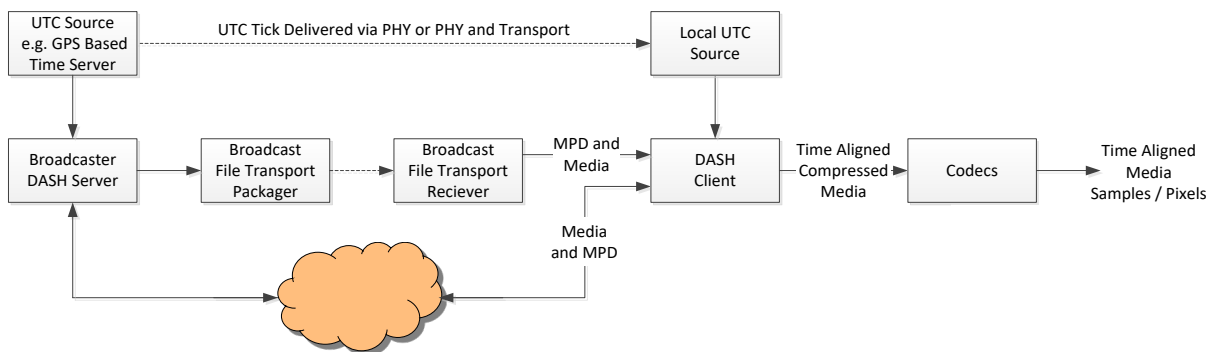 UTC Source
e.g. GPS Based
Time Server
UTC Tick Delivered via PHY or PHY and Transport
Local UTC
Source
Broadcaster
DASH Server
Broadcast
File Transport
Packager
Broadcast
File Transport
Reciever
MPD and
Media
DASH
Client
Time Aligned
Compressed
Media
Codecs
Time Aligned
Media
Samples / Pixels
Media
and MPD